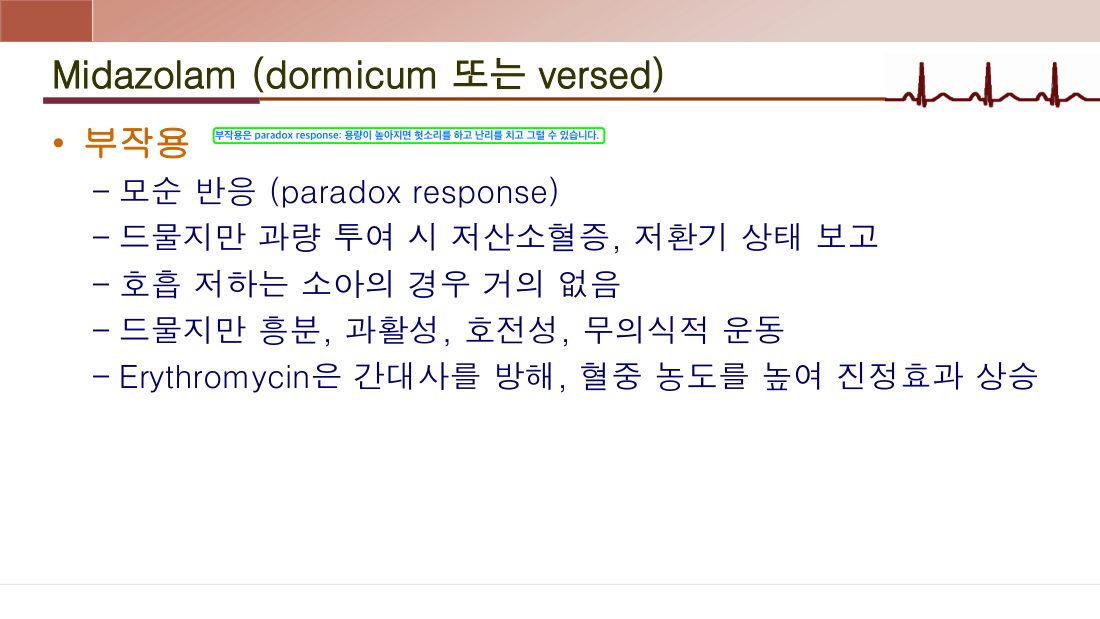 Midazolam (dormicum 또는 versed)
• 부작용
부작용은 paradox response: 용량이 높아지면 헛소리를 하고 난리를 치고 그럴 수 있습니다.
– 모순 반응 (paradox response)
– 드물지만 과량 투여 시 저산소혈증, 저환기 상태 보고
– 호흡 저하는 소아의 경우 거의 없음
– 드물지만 흥분, 과활성, 호전성, 무의식적 운동
– Erythromycin은 간대사를 방해, 혈중 농도를 높여 진정효과 상승